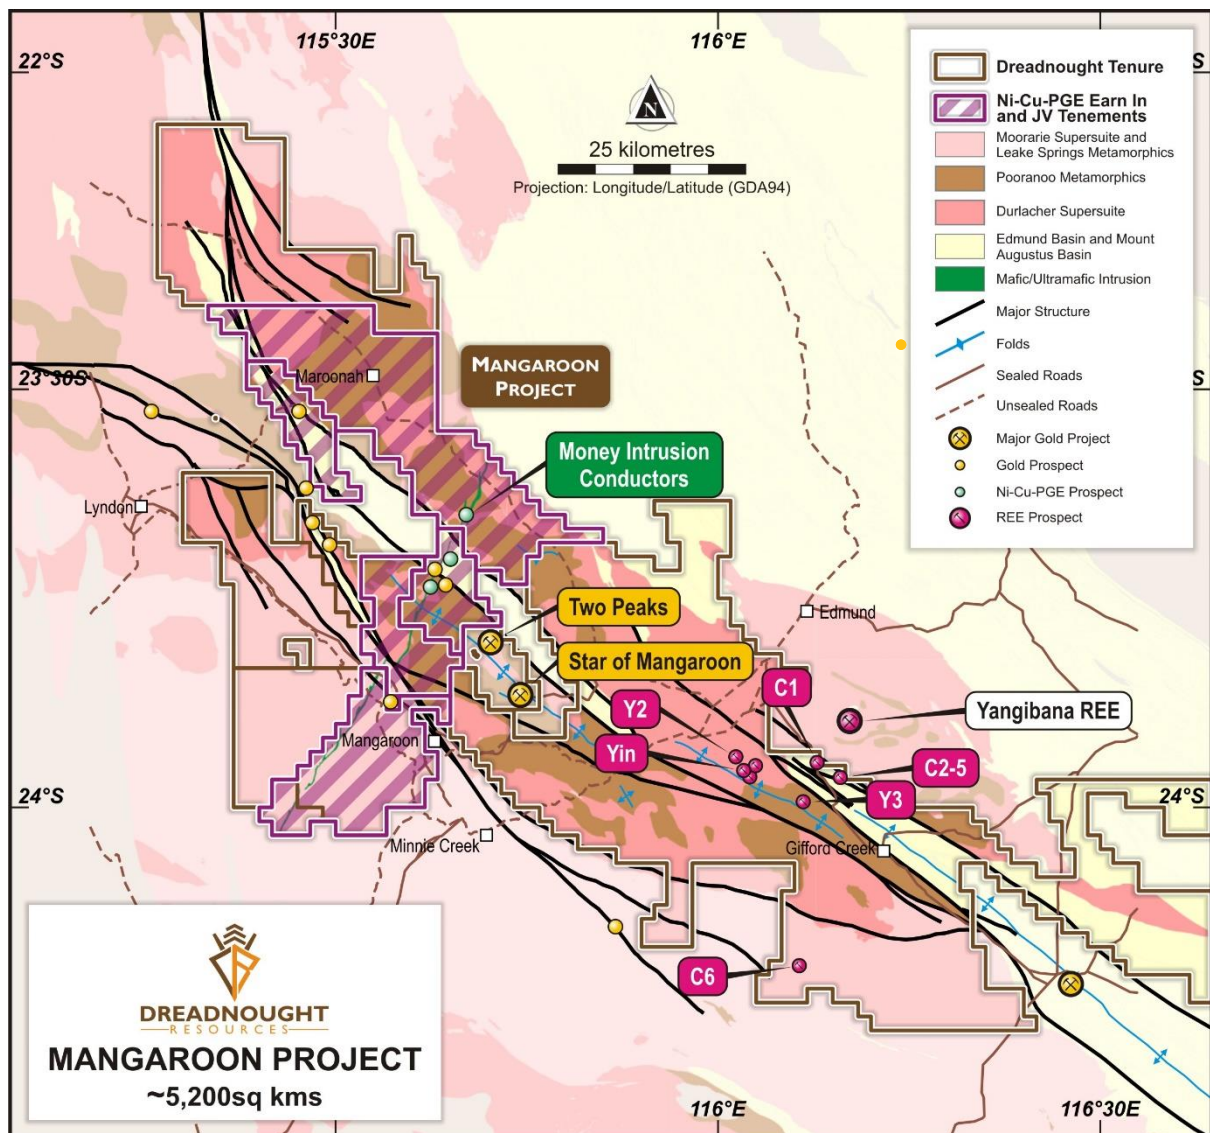 115°30E
116°E
22°S
S
N
25 kilometres
Projection: Longitude/Latitude (GDA94)
Dreadnought Tenure
Ni-Cu-PGE Earn In
and JV Tenements
Moorarie Supersuite and
Leake Springs Metamorphics
Pooranoo Metamorphics
Durlacher Supersuite
Edmund Basin and Mount
Augustus Basin
Mafic/Ultramafic Intrusion
Major Structure
Folds
Sealed Roads
Unsealed Roads
Major Gold Project
Gold Prospect
Ni-Cu-PGE Prospect
REE Prospect
23°30S
S
Maroonah
MANGAROON
PROJECT
Money Intrusion
Conductors
Lyndon
Two Peaks
Edmund
Star of Mangaroon
C1
Y2
Yangibana REE
Mangaroon
Yin
C2-5
Y3
24°S
24°S
Minnie Creek
Gifford Creek
C6
DREADNOUGHT
RESOURCES
MANGAROON PROJECT
~5,200sq kms
116°E
116°30E